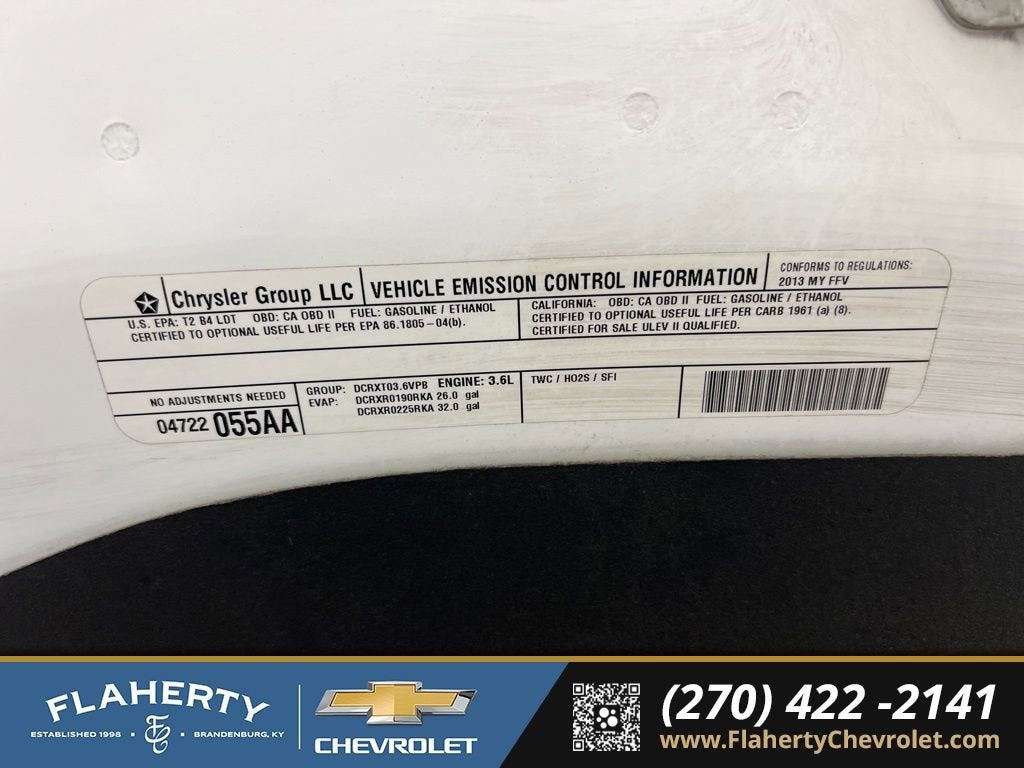 Chrysler Group LLC
VEHICLE EMISSION CONTROL INFORMATION
CONFORMS TO REGULATIONS:
2013 MY FFV
U.S. EPA: T2 B4 LDT OBD: CA OBD II FUEL: GASOLINE / ETHANOL
CERTIFIED TO OPTIONAL USEFUL LIFE PER EPA 86.1805-04(b).
CALIFORNIA: OBD: CA OBD II FUEL: GASOLINE / ETHANOL
CERTIFIED TO OPTIONAL USEFUL LIFE PER CARB 1961 (a) (8).
CERTIFIED FOR SALE ULEV II QUALIFIED.
NO ADJUSTMENTS NEEDED
04722 055AA
GROUP: DCRXT03.6VPB ENGINE: 3.6L
EVAP: DCRXR0190RKA 26.0 gal
DCRXR0225RKA 32.0 gal
TWC / HO2S / SFI
FLAHERTY
ESTABLISHED 1998 • FC • BRANDENBURG, KY
CHEVROLET
(270) 422 -2141
www.FlahertyChevrolet.com